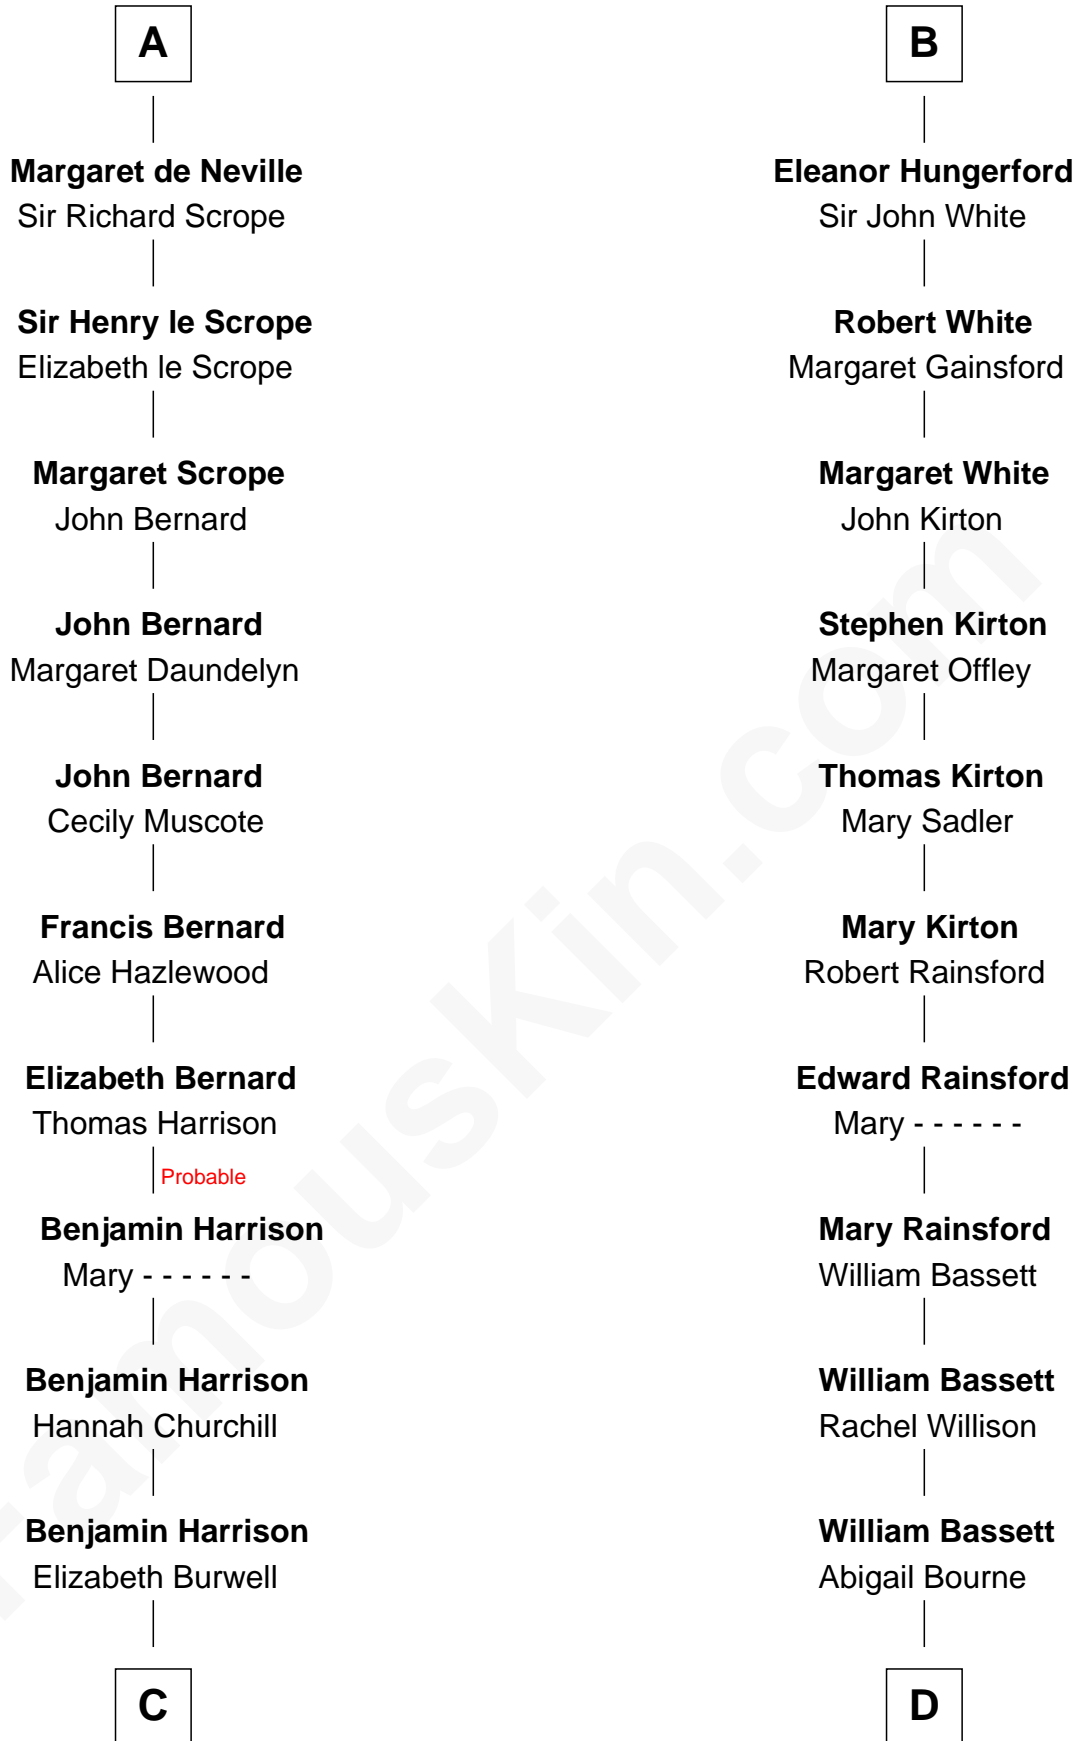 A
Margaret de Neville
Sir Richard Scrope
Sir Henry le Scrope
Elizabeth le Scrope
Margaret Scrope
John Bernard
John Bernard
Margaret Daundelyn
John Bernard
Cecily Muscote
Francis Bernard
Alice Hazlewood
Elizabeth Bernard
Thomas Harrison
Probable
Benjamin Harrison
Mary - - - - - -
Benjamin Harrison
Hannah Churchill
Benjamin Harrison
Elizabeth Burwell
C
B
Eleanor Hungerford
Sir John White
Robert White
Margaret Gainsford
Margaret White
John Kirton
Stephen Kirton
Margaret Offley
Thomas Kirton
Mary Sadler
Mary Kirton
Robert Rainsford
Edward Rainsford
Mary - - - - - -
Mary Rainsford
William Bassett
William Bassett
Rachel Willison
William Bassett
Abigail Bourne
D
FamousKin.com